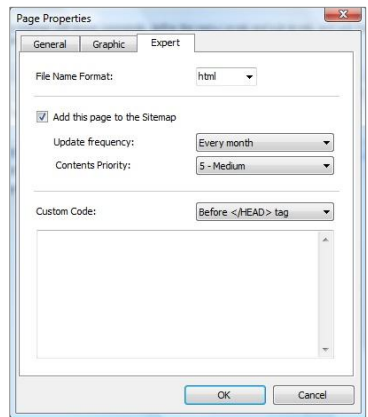 Page Properties
General Graphic Expert
File Name Format: html
Add this page to the Sitemap
Update frequency: Every month
Contents Priority: 5 - Medium
Custom Code: Before </HEAD> tag
OK Cancel